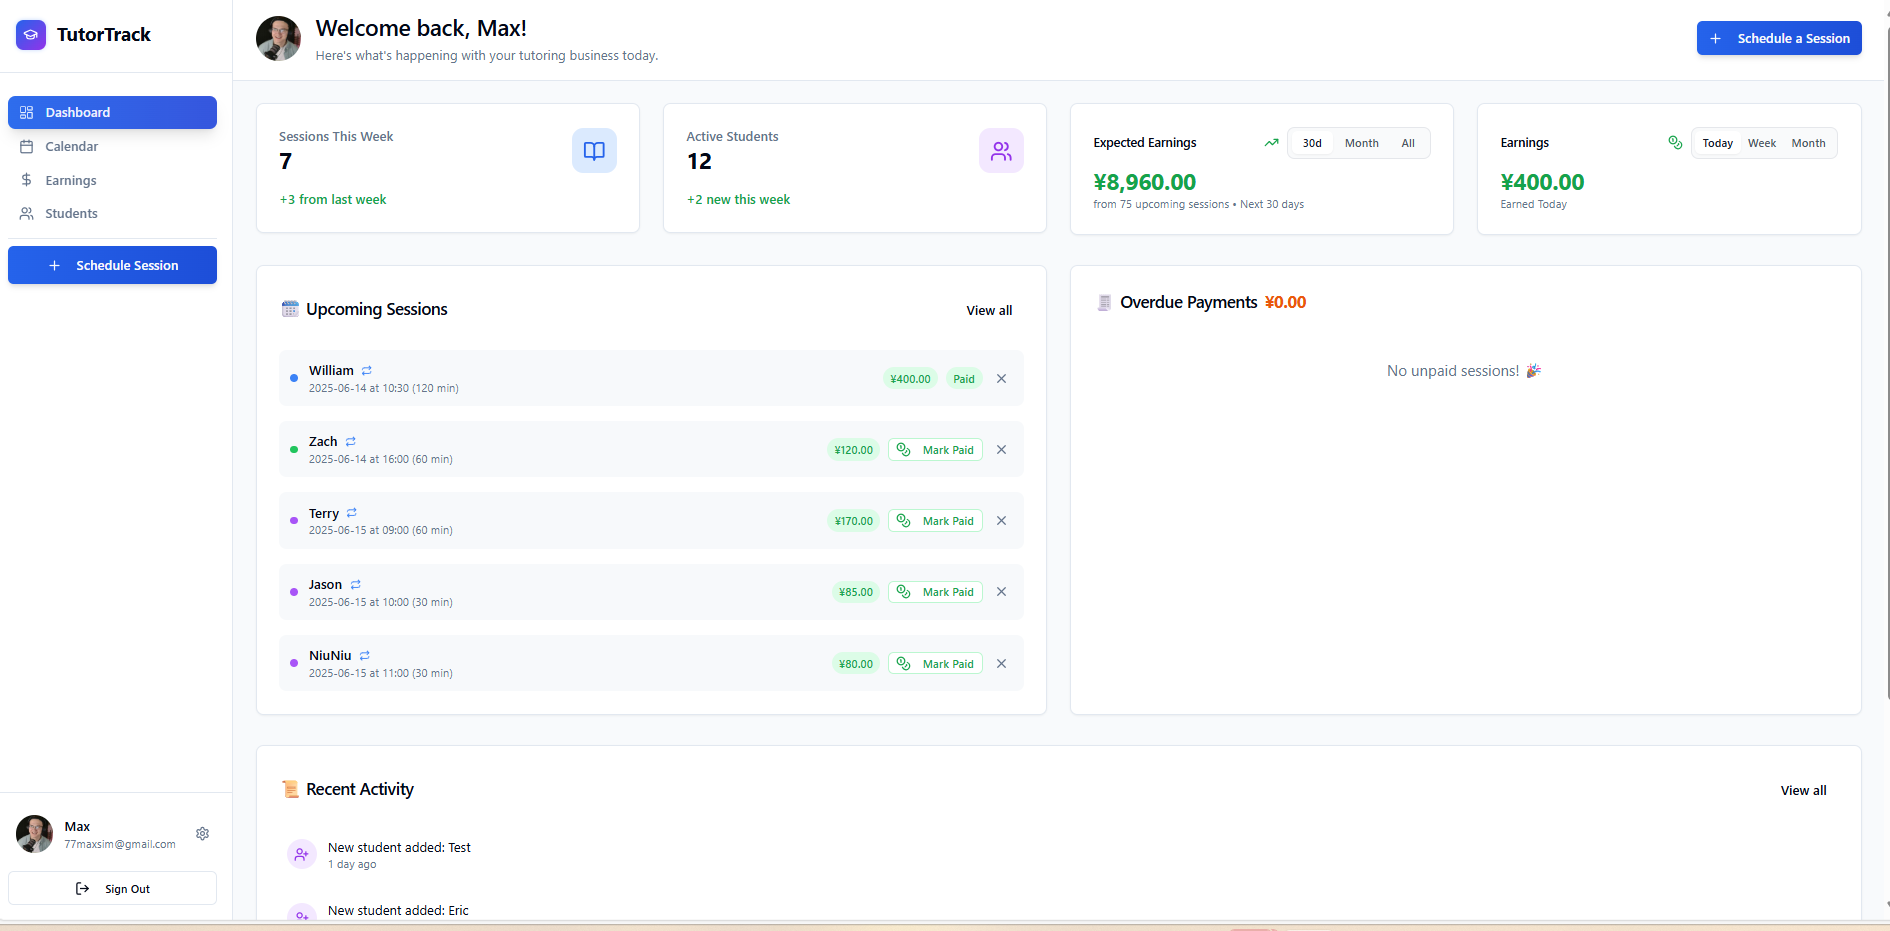 TutorTrack
Dashboard
Calendar
Earnings
Students
Schedule Session
Max
77maxsim@gmail.com
Sign Out
Welcome back, Max!
Here's what's happening with your tutoring business today.
Schedule a Session
Sessions This Week
7
+3 from last week
Active Students
12
+2 new this week
Expected Earnings
30d Month All
¥8,960.00
from 75 upcoming sessions • Next 30 days
Earnings
Today Week Month
¥400.00
Earned Today
Upcoming Sessions
View all
William
2025-06-14 at 10:30 (120 min)
¥400.00 Paid
Zach
2025-06-14 at 16:00 (60 min)
¥120.00 Mark Paid
Terry
2025-06-15 at 09:00 (60 min)
¥170.00 Mark Paid
Jason
2025-06-15 at 10:00 (30 min)
¥85.00 Mark Paid
NiuNiu
2025-06-15 at 11:00 (30 min)
¥80.00 Mark Paid
Overdue Payments ¥0.00
No unpaid sessions! 🎉
Recent Activity
View all
New student added: Test
1 day ago
New student added: Eric